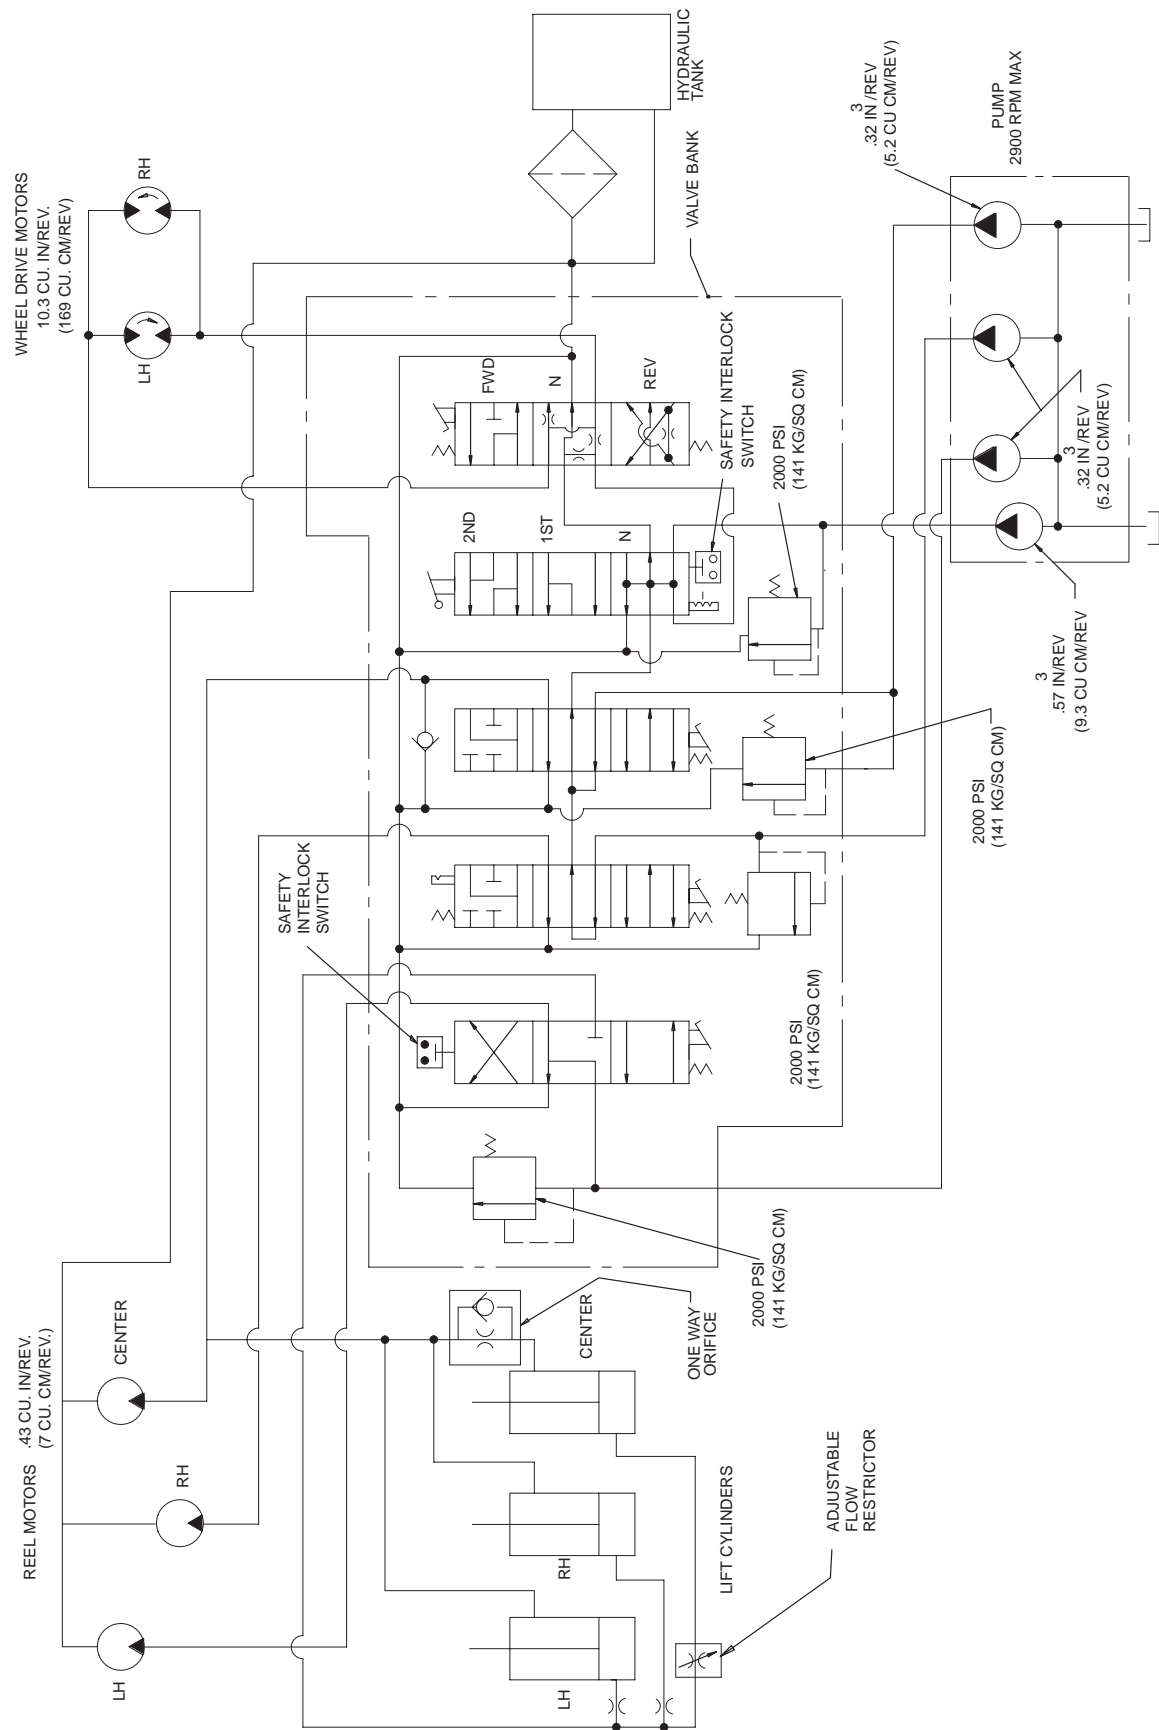 REEL MOTORS .43 CU. IN/REV.
(7 CU. CM/REV.)
LH
RH
CENTER
WHEEL DRIVE MOTORS
10.3 CU. IN/REV.
(169 CU. CM/REV)
LH
RH
SAFETY
INTERLOCK
SWITCH
2ND
1ST
N
FWD
N
REV
HYDRAULIC
TANK
VALVE BANK
SAFETY INTERLOCK
SWITCH
2000 PSI
(141 KG/SQ CM)
LH
RH
CENTER
LIFT CYLINDERS
ONE WAY
ORIFICE
ADJUSTABLE
FLOW
RESTRICTOR
2000 PSI
(141 KG/SQ CM)
2000 PSI
(141 KG/SQ CM)
2000 PSI
(141 KG/SQ CM)
3
.57 IN/REV
(9.3 CU CM/REV
3
.32 IN /REV
(5.2 CU CM/REV)
3
.32 IN /REV
(5.2 CU CM/REV)
PUMP
2900 RPM MAX